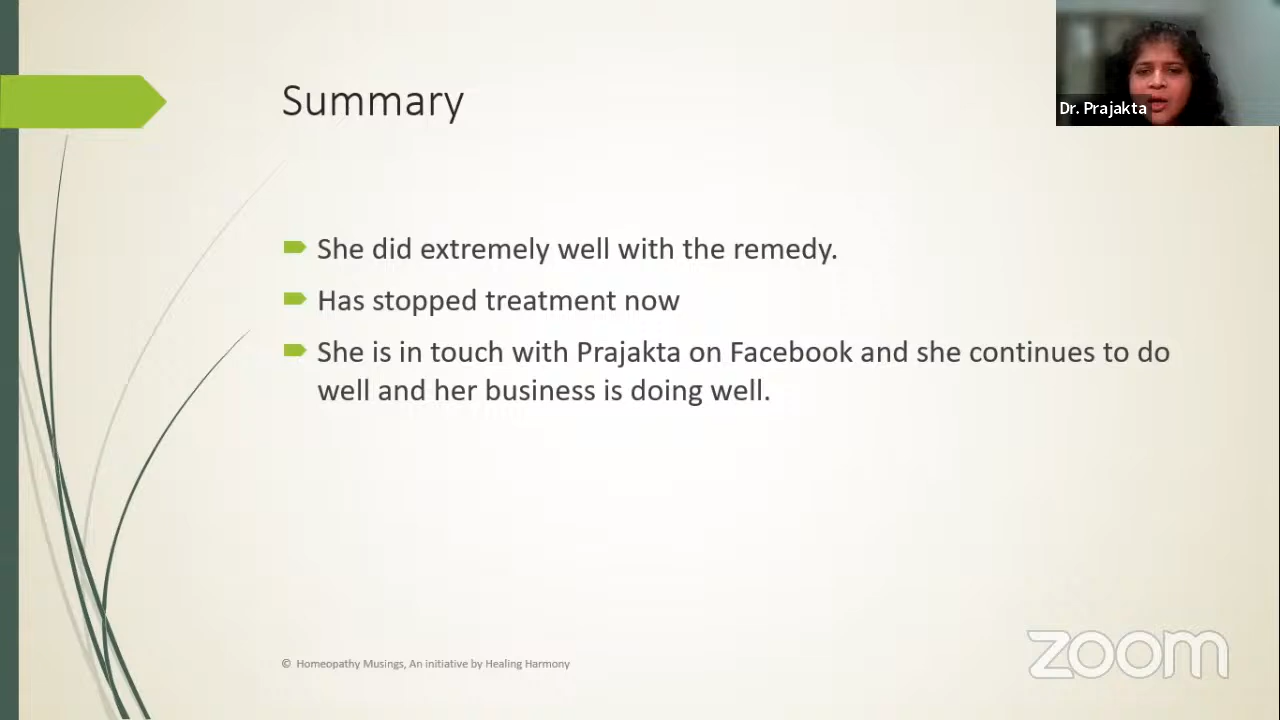 Summary
Dr. Prajakta
She did extremely well with the remedy.
Has stopped treatment now
She is in touch with Prajakta on Facebook and she continues to do
well and her business is doing well.
© Homeopathy Musings, An initiative by Healing Harmony
zoom